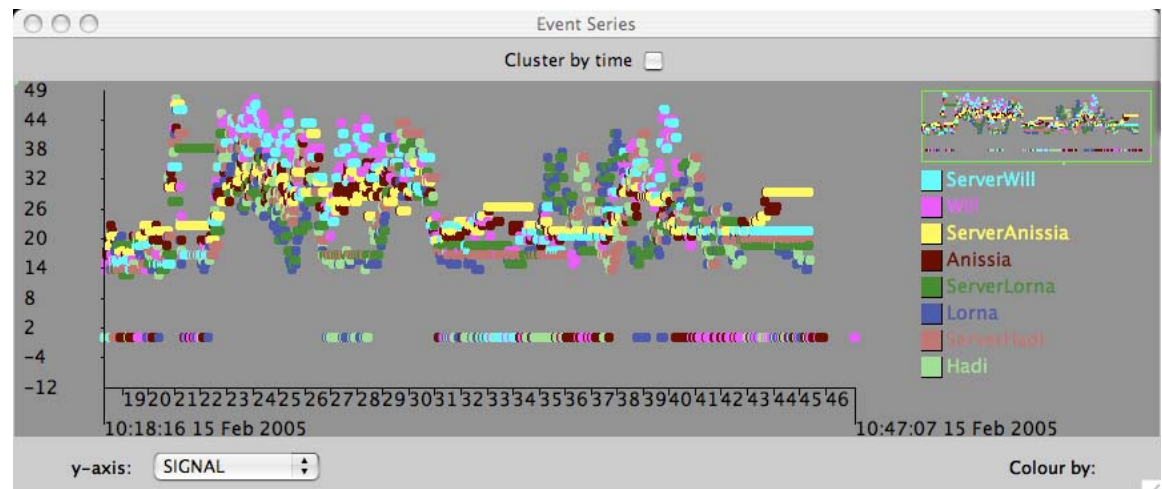 Event Series
Cluster by time
49
44
38
32
26
20
14
8
2
-4
-12
19 20 21 22 23 24 25 26 27 28 29 30 31 32 33 34 35 36 37 38 39 40 41 42 43 44 45 46
10:18:16 15 Feb 2005
10:47:07 15 Feb 2005
ServerWill
Will
ServerAnissia
Anissia
ServerLorna
Lorna
ServerHadi
Hadi
y-axis: SIGNAL
Colour by: